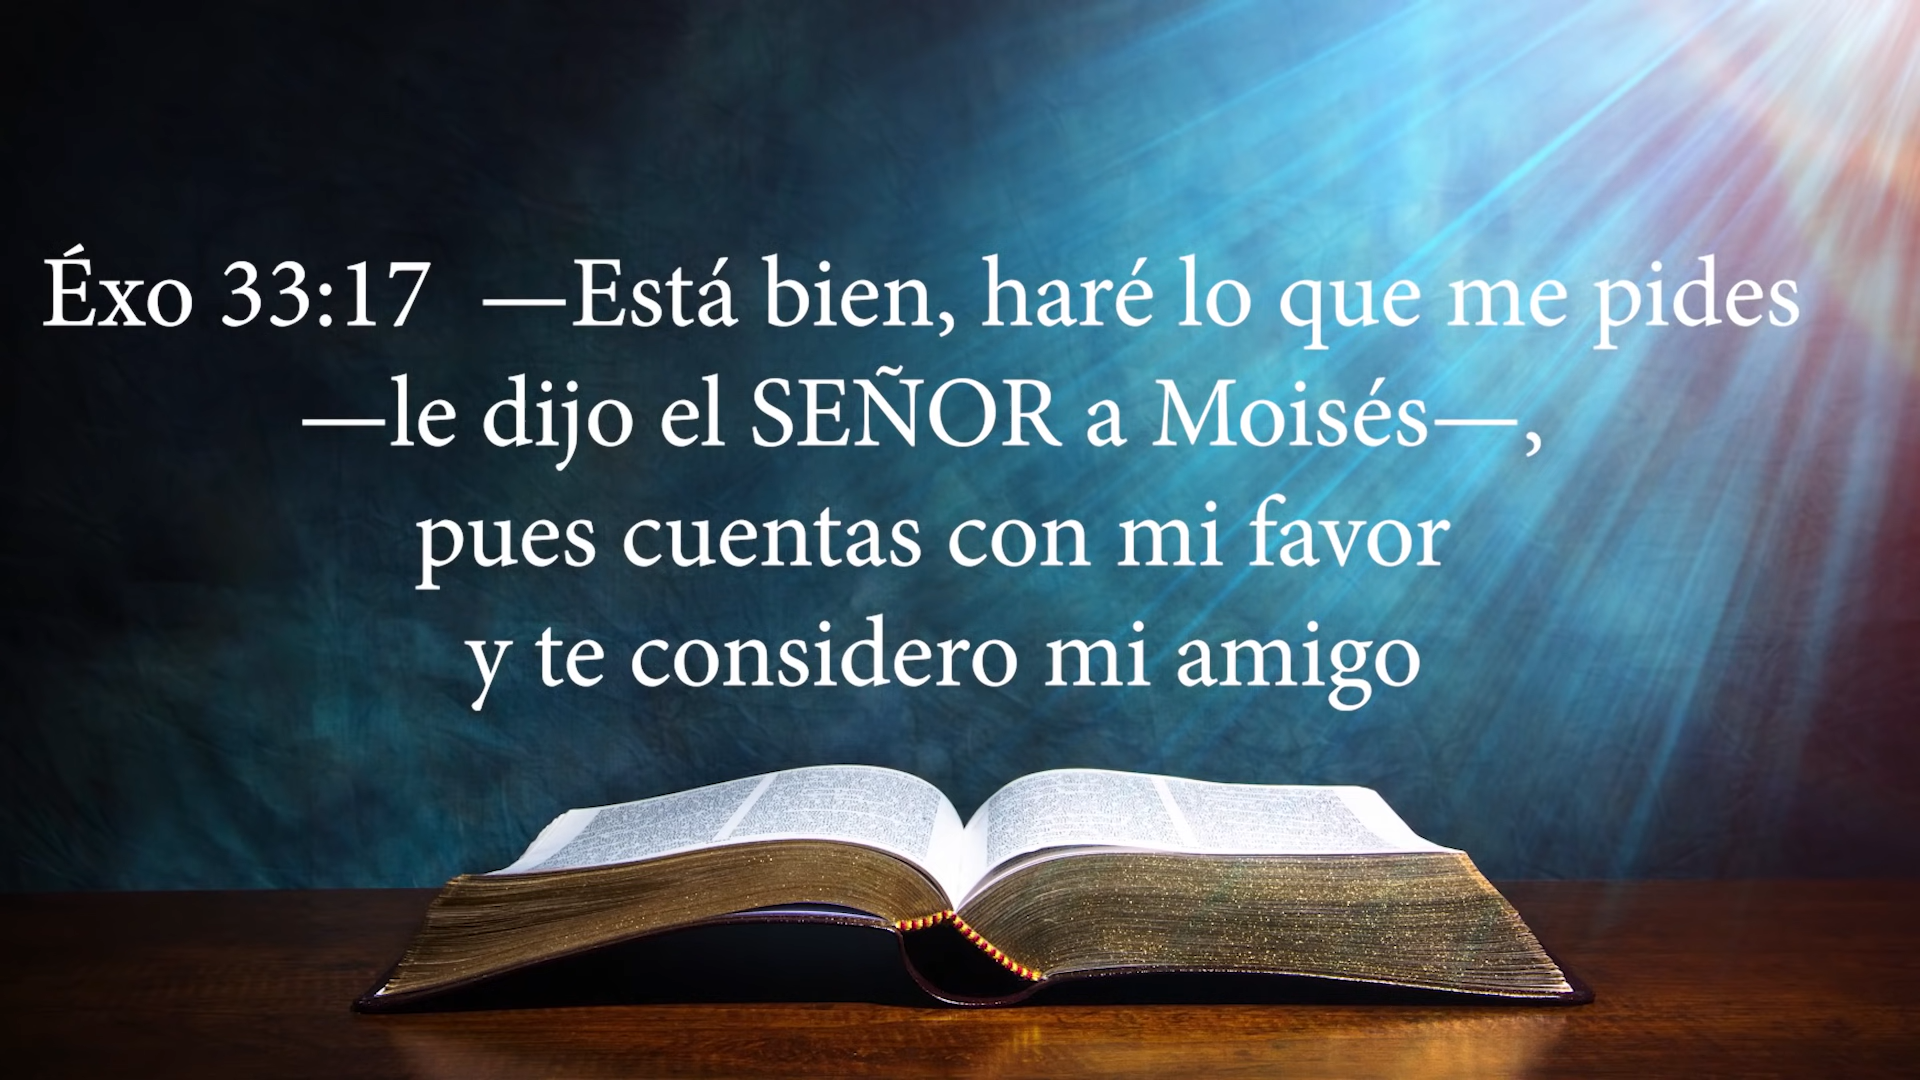 Éxo 33:17  —Está bien, haré lo que me pides
—le dijo el SEÑOR a Moisés—,
pues cuentas con mi favor
y te considero mi amigo